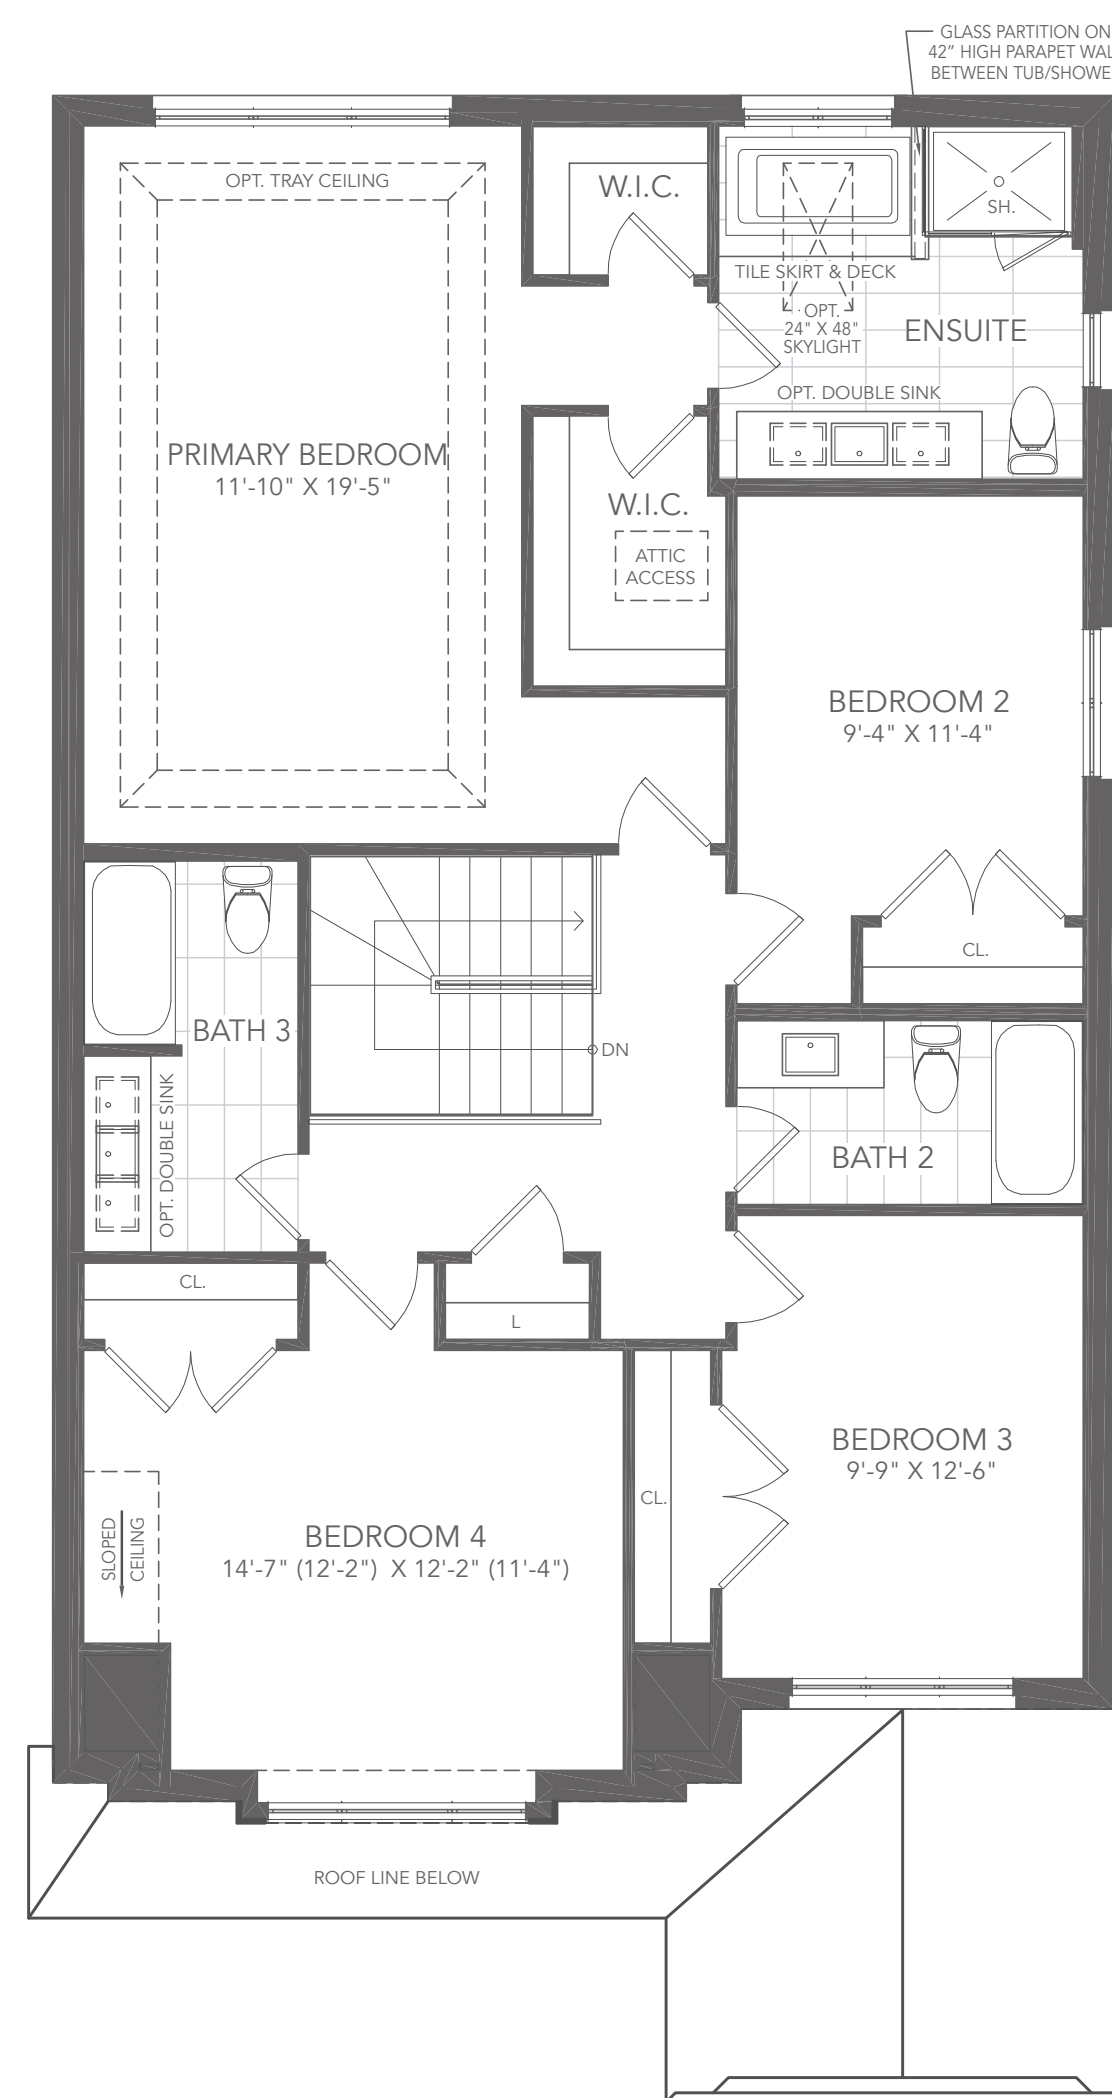 GLASS PARTITION ON
42" HIGH PARAPET WAL
BETWEEN TUB/SHOWE
OPT. TRAY CEILING
W.I.C.
SH.
TILE SKIRT & DECK
OPT.
24" X 48"
SKYLIGHT
ENSUITE
OPT. DOUBLE SINK
PRIMARY BEDROOM
11'-10" X 19'-5"
W.I.C.
ATTIC
ACCESS
BEDROOM 2
9'-4" X 11'-4"
CL.
BATH 3
DN
OPT. DOUBLE SINK
BATH 2
CL.
L
BEDROOM 3
9'-9" X 12'-6"
CL.
SLOPED
CEILING
BEDROOM 4
14'-7" (12'-2") X 12'-2" (11'-4")
ROOF LINE BELOW